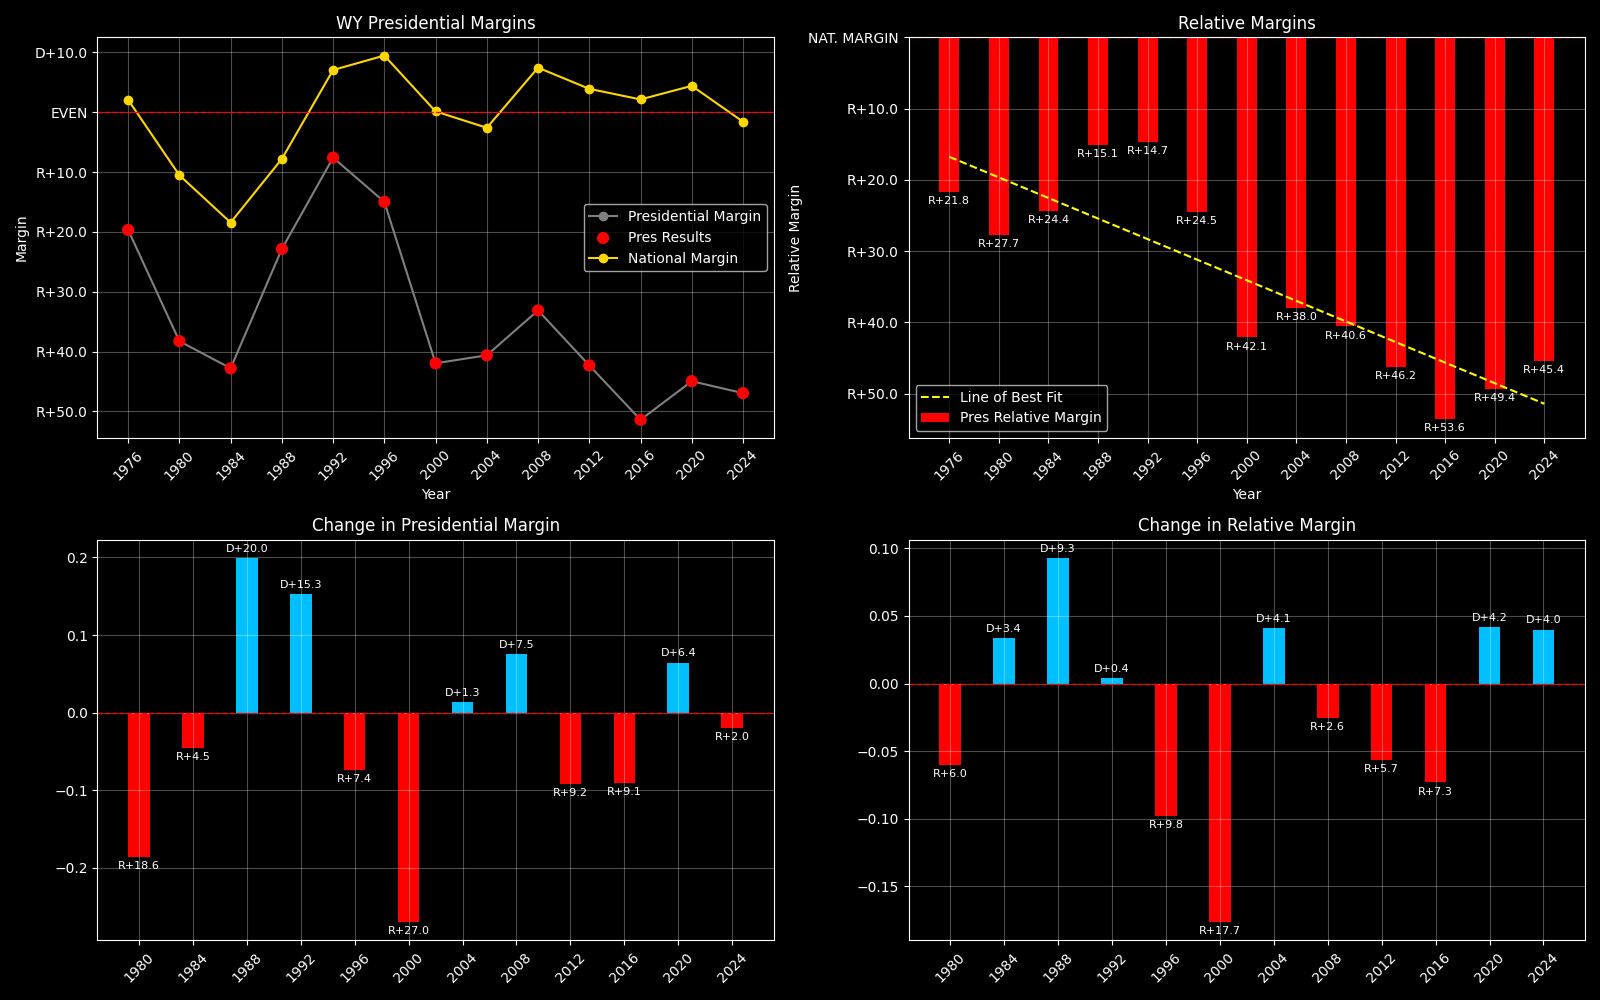 WY Presidential Margins
D+10.0
EVEN
R+10.0
R+20.0
R+30.0
R+40.0
R+50.0
Margin
Presidential Margin
Pres Results
National Margin
1976
1980
1984
1988
1992
1996
2000
2004
2008
2012
2016
2020
2024
Year
Relative Margins
NAT. MARGIN
R+10.0
R+20.0
R+30.0
R+40.0
R+50.0
Relative Margin
R+21.8
R+27.7
R+24.4
R+15.1
R+14.7
R+24.5
R+42.1
R+38.0
R+40.6
R+46.2
R+53.6
R+49.4
R+45.4
Line of Best Fit
Pres Relative Margin
1976
1980
1984
1988
1992
1996
2000
2004
2008
2012
2016
2020
2024
Year
Change in Presidential Margin
0.2
0.1
0.0
−0.1
−0.2
R+18.6
R+4.5
D+20.0
D+15.3
R+7.4
R+27.0
D+1.3
D+7.5
R+9.2
R+9.1
D+6.4
R+2.0
1980
1984
1988
1992
1996
2000
2004
2008
2012
2016
2020
2024
Change in Relative Margin
0.10
0.05
0.00
−0.05
−0.10
−0.15
R+6.0
D+3.4
D+9.3
D+0.4
R+9.8
R+17.7
D+4.1
R+2.6
R+5.7
R+7.3
D+4.2
D+4.0
1980
1984
1988
1992
1996
2000
2004
2008
2012
2016
2020
2024